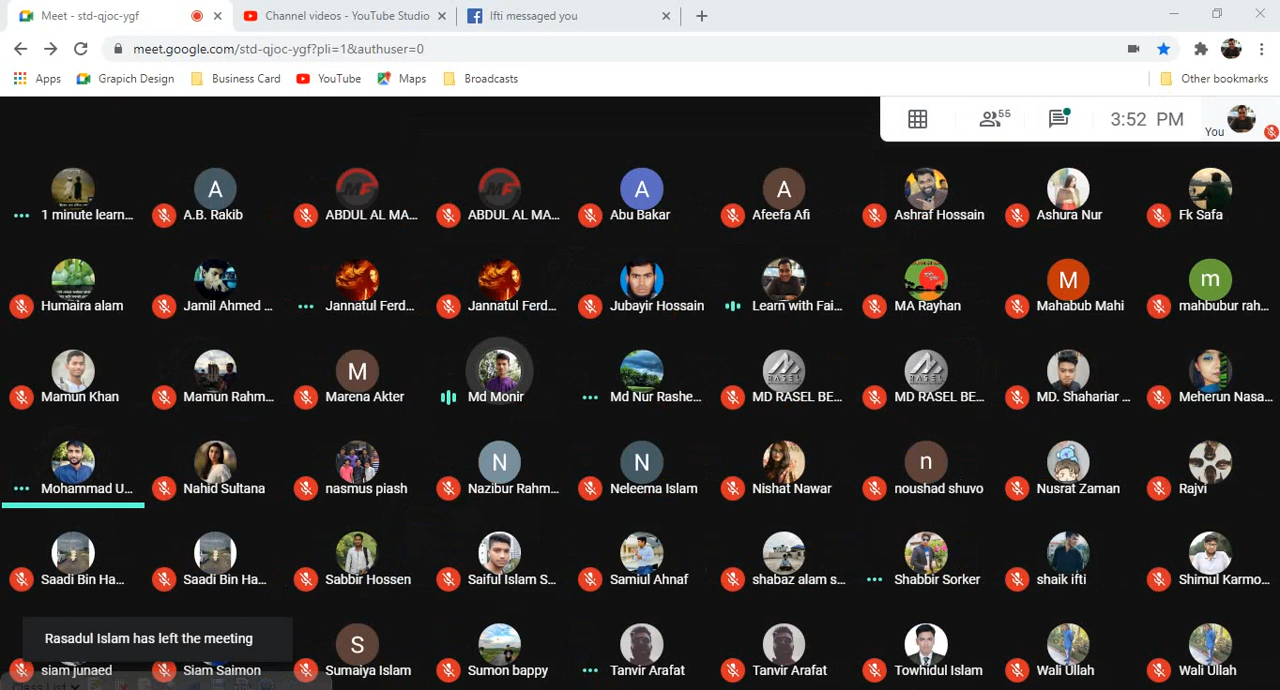 Meet - std-qjoc-ygf
Channel videos - YouTube Studio
Ifti messaged you
meet.google.com/std-qjoc-ygf?pli=1&authuser=0
Apps Grapich Design Business Card YouTube Maps Broadcasts Other bookmarks
55 3:52 PM You
1 minute learn... A.B. Rakib ABDUL AL MA... ABDUL AL MA... Abu Bakar Afeefa Afi Ashraf Hossain Ashura Nur Fk Safa
Humaira alam Jamil Ahmed ... Jannatul Ferd... Jannatul Ferd... Jubayir Hossain Learn with Fai... MA Rayhan Mahabub Mahi mahbubur rah...
Mamun Khan Mamun Rahm... Marena Akter Md Monir Md Nur Rashe... MD RASEL BE... MD RASEL BE... MD. Shahariar ... Meherun Nasa...
Mohammad U... Nahid Sultana nasmus piash Nazibur Rahm... Neleema Islam Nishat Nawar noushad shuvo Nusrat Zaman Rajvi
Saadi Bin Ha... Saadi Bin Ha... Sabbir Hossen Saiful Islam S... Samiul Ahnaf shabaz alam s... Shabbir Sorker shaik ifti Shimul Karmo...
Rasadul Islam has left the meeting
siam junaed Siam Saimon Sumaiya Islam Sumon bappy Tanvir Arafat Tanvir Arafat Towhidul Islam Wali Ullah Wali Ullah
Class List